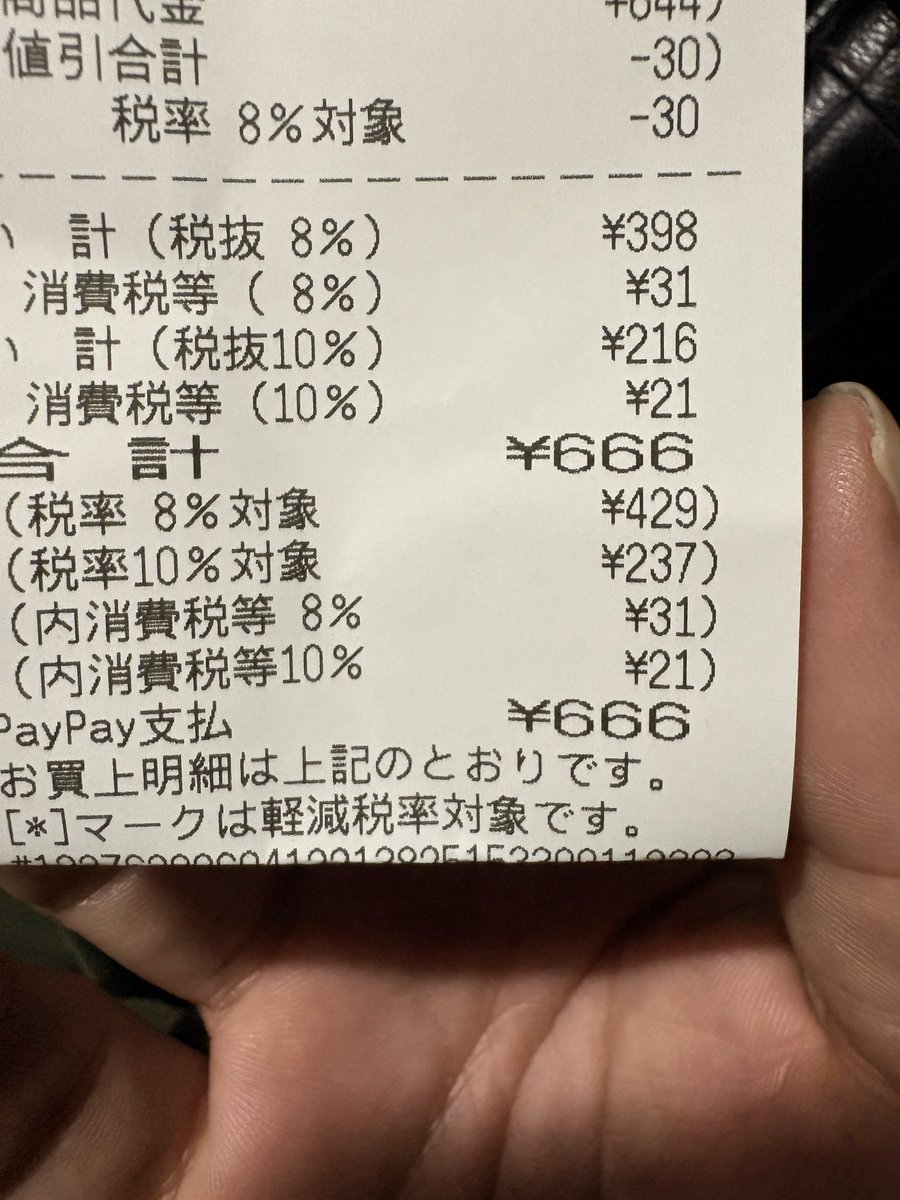 商品代金 ¥644)
値引合計 -30)
税率 8%対象 -30
計(税抜 8%) ¥398
消費税等( 8%) ¥31
計(税抜10%) ¥216
消費税等(10%) ¥21
合計 ¥666
(税率 8%対象 ¥429)
(税率10%対象 ¥237)
(内消費税等 8% ¥31)
(内消費税等10% ¥21)
PayPay支払 ¥666
お買上明細は上記のとおりです。
[*]マークは軽減税率対象です。